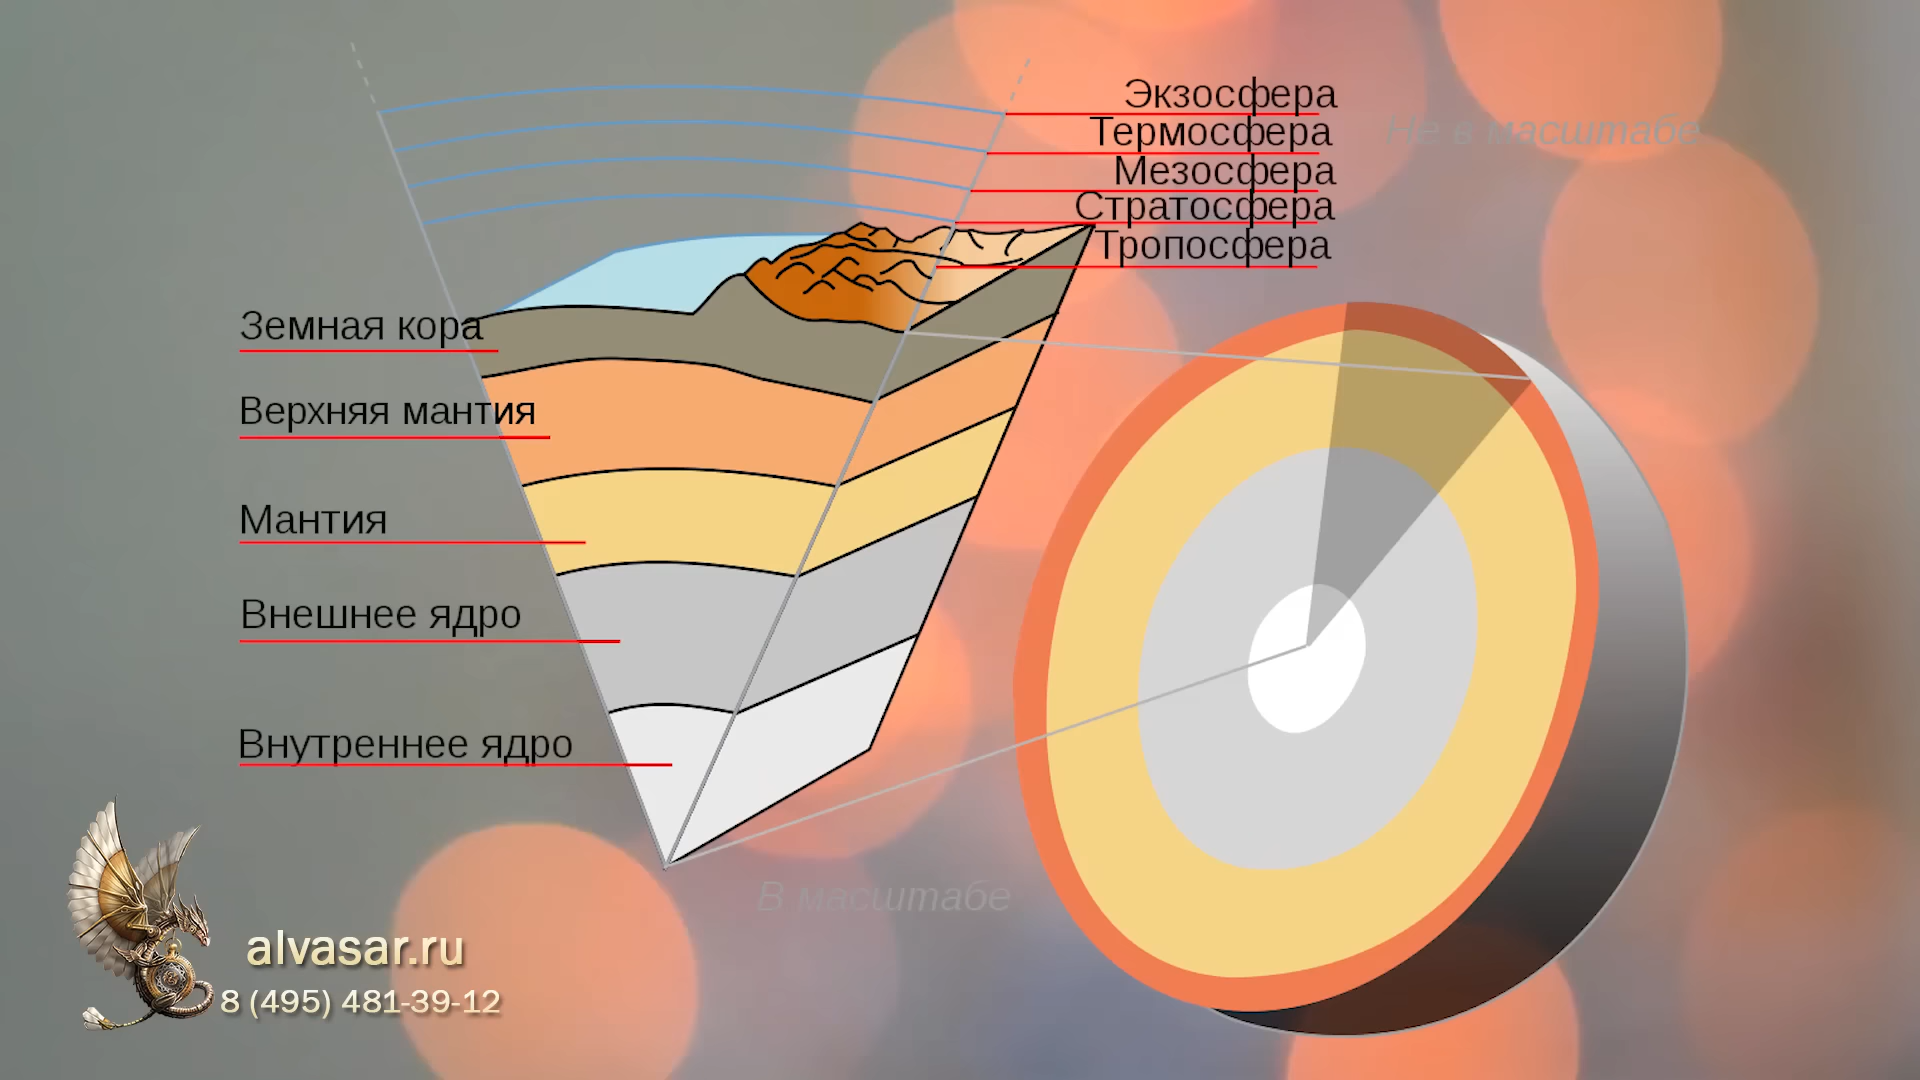 Экзосфера
Термосфера
Не в масштабе
Мезосфера
Стратосфера
Тропосфера
Земная кора
Верхняя мантия
Мантия
Внешнее ядро
Внутреннее ядро
В масштабе
alvasar.ru
8 (495) 481-39-12